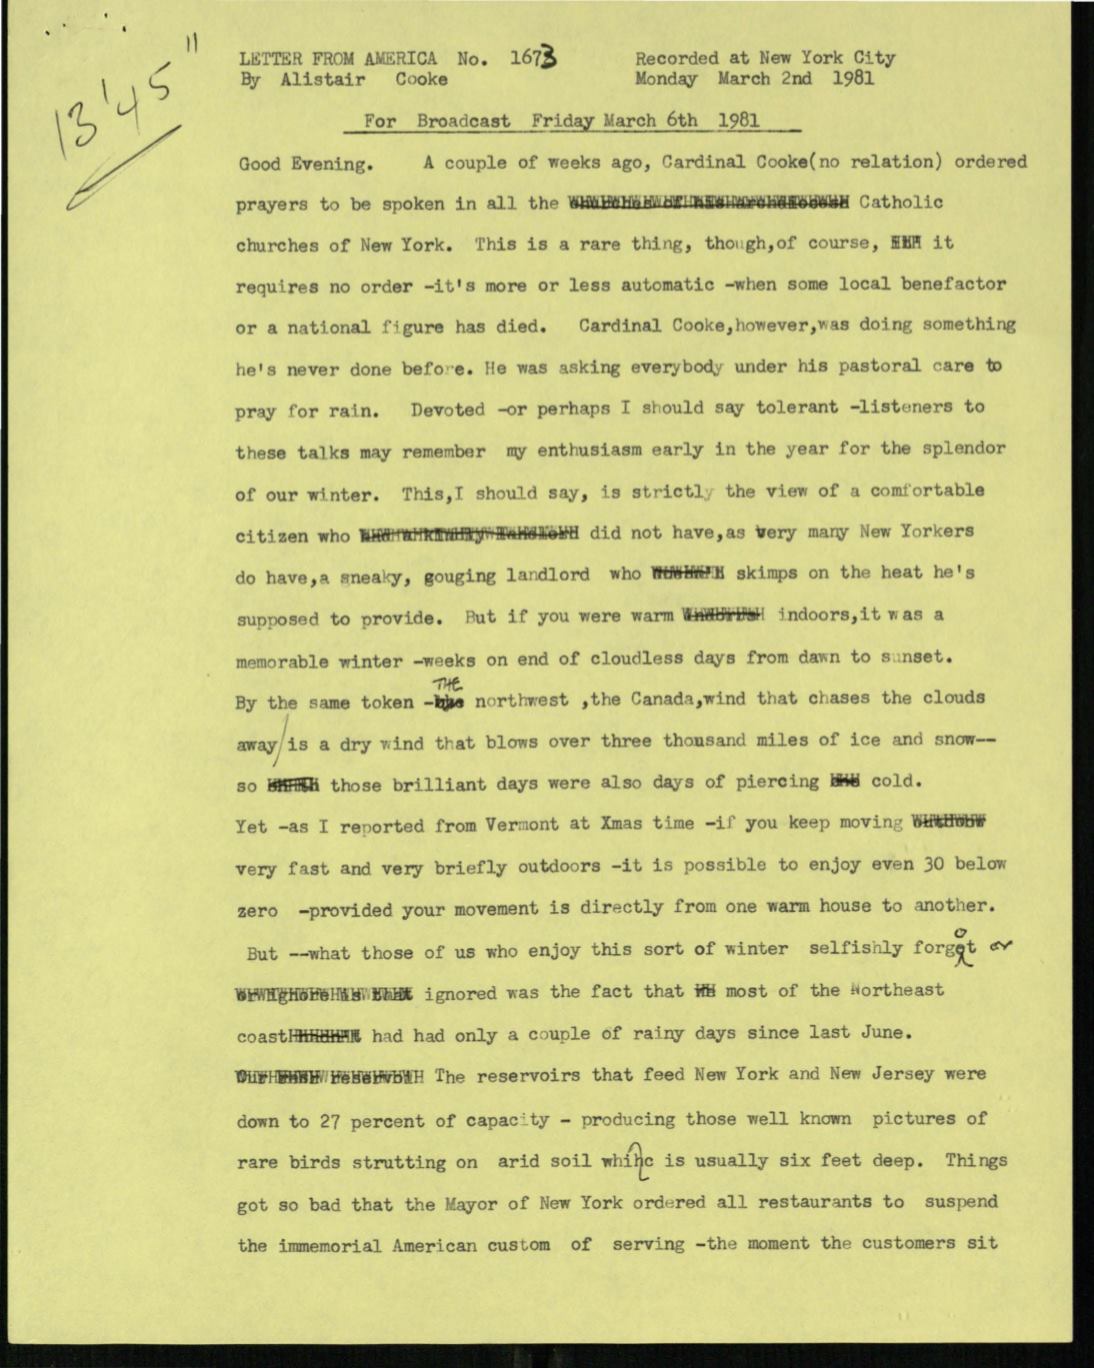 13'45"
LETTER FROM AMERICA No. 1673 Recorded at New York City
By Alistair Cooke Monday March 2nd 1981
For Broadcast Friday March 6th 1981
Good Evening. A couple of weeks ago, Cardinal Cooke(no relation) ordered
prayers to be spoken in all the Catholic
churches of New York. This is a rare thing, though,of course, it
requires no order -it's more or less automatic -when some local benefactor
or a national figure has died. Cardinal Cooke,however,was doing something
he's never done before. He was asking everybody under his pastoral care to
pray for rain. Devoted -or perhaps I should say tolerant -listeners to
these talks may remember my enthusiasm early in the year for the splendor
of our winter. This,I should say, is strictly the view of a comfortable
citizen who did not have,as very many New Yorkers
do have,a sneaky, gouging landlord who skimps on the heat he's
supposed to provide. But if you were warm indoors,it was a
memorable winter -weeks on end of cloudless days from dawn to sunset.
By the same token -THE northwest ,the Canada,wind that chases the clouds
away/is a dry wind that blows over three thousand miles of ice and snow--
so those brilliant days were also days of piercing cold.
Yet -as I reported from Vermont at Xmas time -if you keep moving
very fast and very briefly outdoors -it is possible to enjoy even 30 below
zero -provided your movement is directly from one warm house to another.
But --what those of us who enjoy this sort of winter selfishly forgot or
ignored was the fact that most of the Northeast
coast had had only a couple of rainy days since last June.
The reservoirs that feed New York and New Jersey were
down to 27 percent of capacity - producing those well known pictures of
rare birds strutting on arid soil whihc is usually six feet deep. Things
got so bad that the Mayor of New York ordered all restaurants to suspend
the immemorial American custom of serving -the moment the customers sit